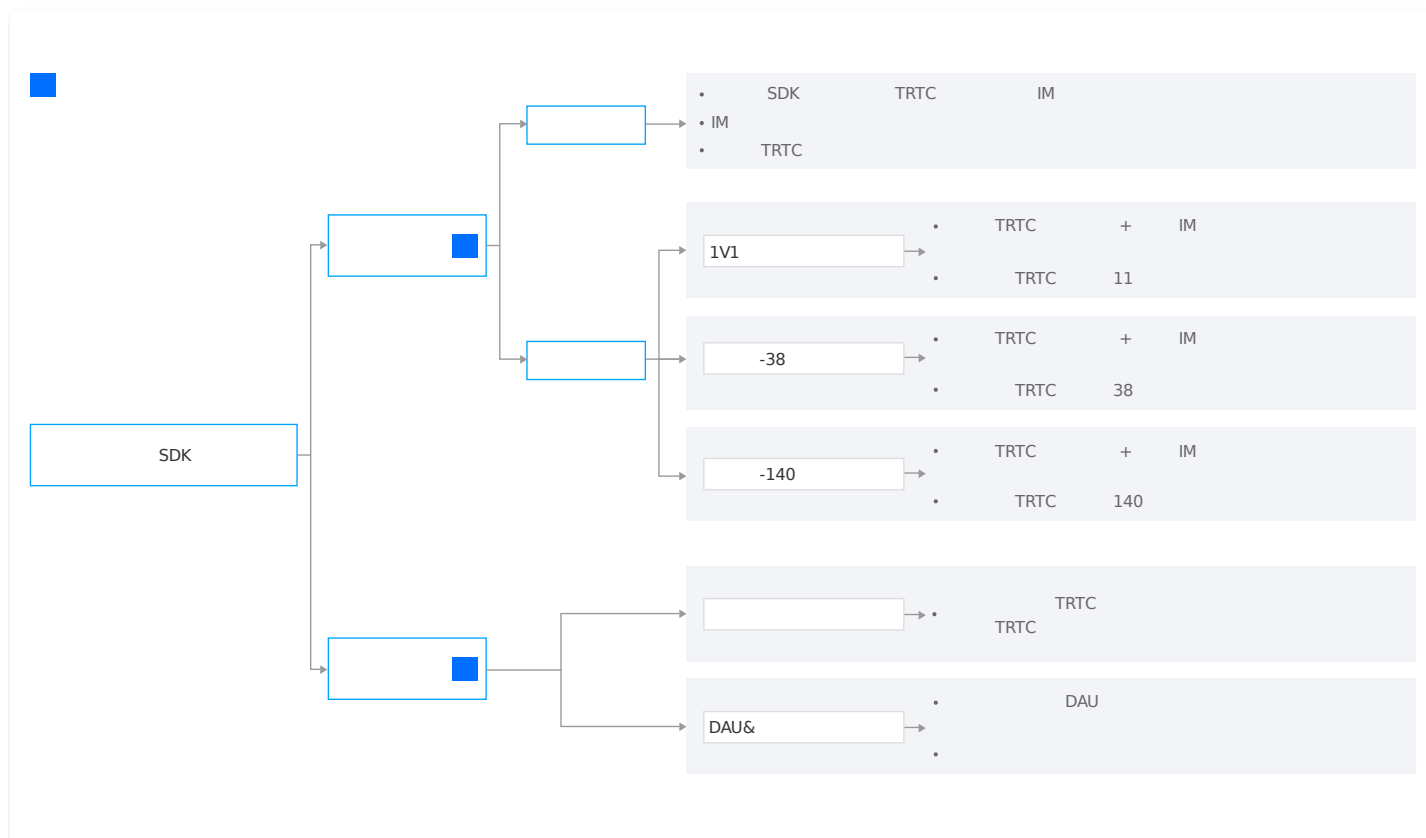 • SDK TRTC IM
• IM
• TRTC
• TRTC + IM
1V1
• TRTC 11
• TRTC + IM
-38
• TRTC 38
SDK
• TRTC + IM
-140
• TRTC 140
• TRTC
TRTC
• DAU
DAU&
•